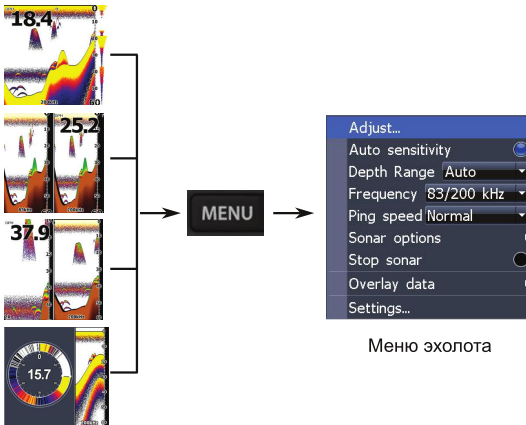 18.4
25.2
37.9
15.7
MENU
Adjust...
Auto sensitivity
Depth Range Auto
Frequency 83/200 kHz
Ping speed Normal
Sonar options
Stop sonar
Overlay data
Settings...
Меню эхолота